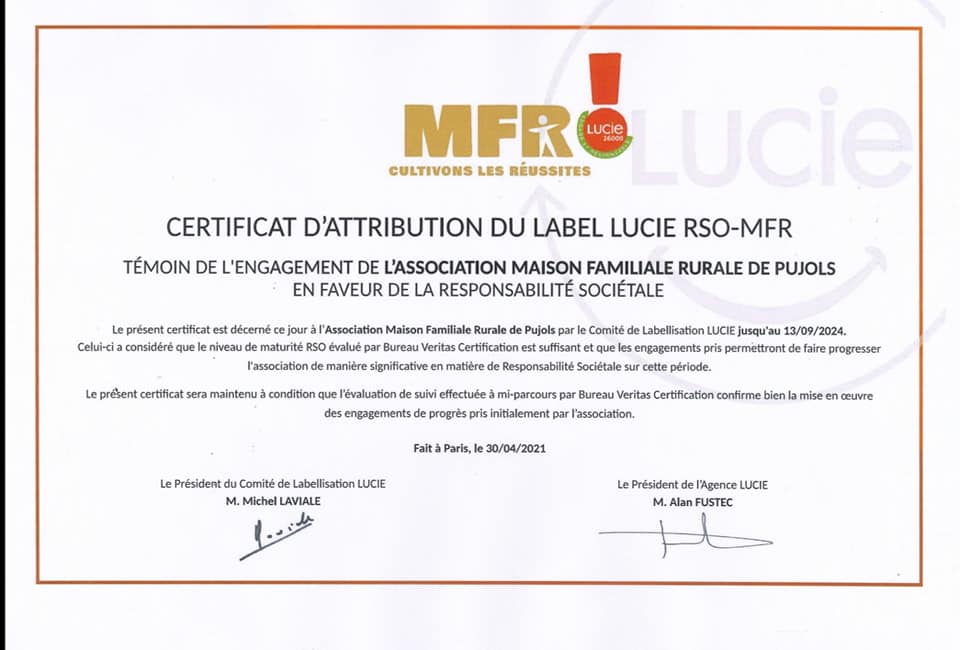 MFR
Lucie
26000
CULTIVONS LES RÉUSSITES
Lucie
CERTIFICAT D'ATTRIBUTION DU LABEL LUCIE RSO-MFR
TÉMOIN DE L'ENGAGEMENT DE L'ASSOCIATION MAISON FAMILIALE RURALE DE PUJOLS
EN FAVEUR DE LA RESPONSABILITÉ SOCIÉTALE
Le présent certificat est décerné ce jour à l'Association Maison Familiale Rurale de Pujols par le Comité de Labellisation LUCIE jusqu'au 13/09/2024.
Celui-ci a considéré que le niveau de maturité RSO évalué par Bureau Veritas Certification est suffisant et que les engagements pris permettront de faire progresser
l'association de manière significative en matière de Responsabilité Sociétale sur cette période.
Le présent certificat sera maintenu à condition que l'évaluation de suivi effectuée à mi-parcours par Bureau Veritas Certification confirme bien la mise en œuvre
des engagements de progrès pris initialement par l'association.
Fait à Paris, le 30/04/2021
Le Président du Comité de Labellisation LUCIE
M. Michel LAVIALE
Le Président de l'Agence LUCIE
M. Alan FUSTEC